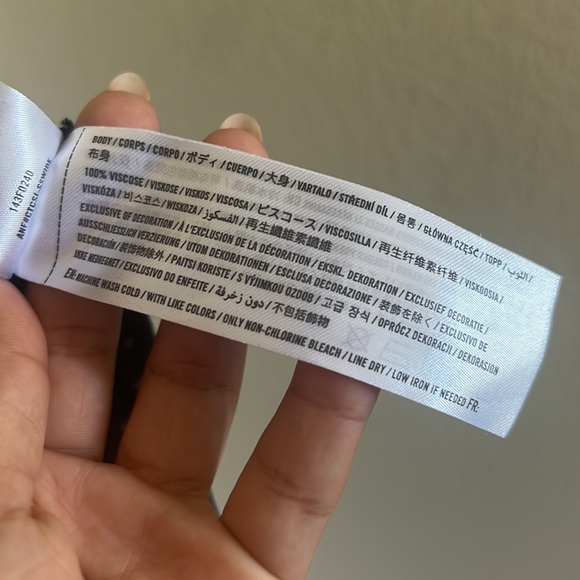 143F0240
BODY / CORPS / CORPO / ボディ / CUERPO / 大身 / VARTALO / STŘEDNÍ DÍL / 몸통 / GŁÓWNA CZĘŚĆ / TOPP / الثوب /
布身
100% VISCOSE / VISKOSE / VISKOS / VISCOSA / ビスコース / VISCOSILLA / 再生纤维素纤维 / VISKOOSIA /
VISKÓZA / 비스코스 / WISKOZA / الفسكوز / 再生纖維素纖維
EXCLUSIVE OF DECORATION / À L'EXCLUSION DE LA DÉCORATION / EKSKL. DEKORATION / EXCLUSIEF DECORATIE /
AUSSCHLIESSLICH VERZIERUNG / UTOM DEKORATIONEN / ESCLUSA DECORAZIONE / 装飾を除く / EXCLUSIVO DE
DECORACIÓN / 装饰物除外 / PAITSI KORISTE / S VÝJIMKOU OZDOB / 고급 장식 / OPRÓCZ DEKORACJI / DEKORASJON
IKKE MEDREGNET / EXCLUSIVO DO ENFEITE / دون زخرفة / 不包括飾物
EN: MACHINE WASH COLD / WITH LIKE COLORS / ONLY NON-CHLORINE BLEACH / LINE DRY / LOW IRON IF NEEDED FR: